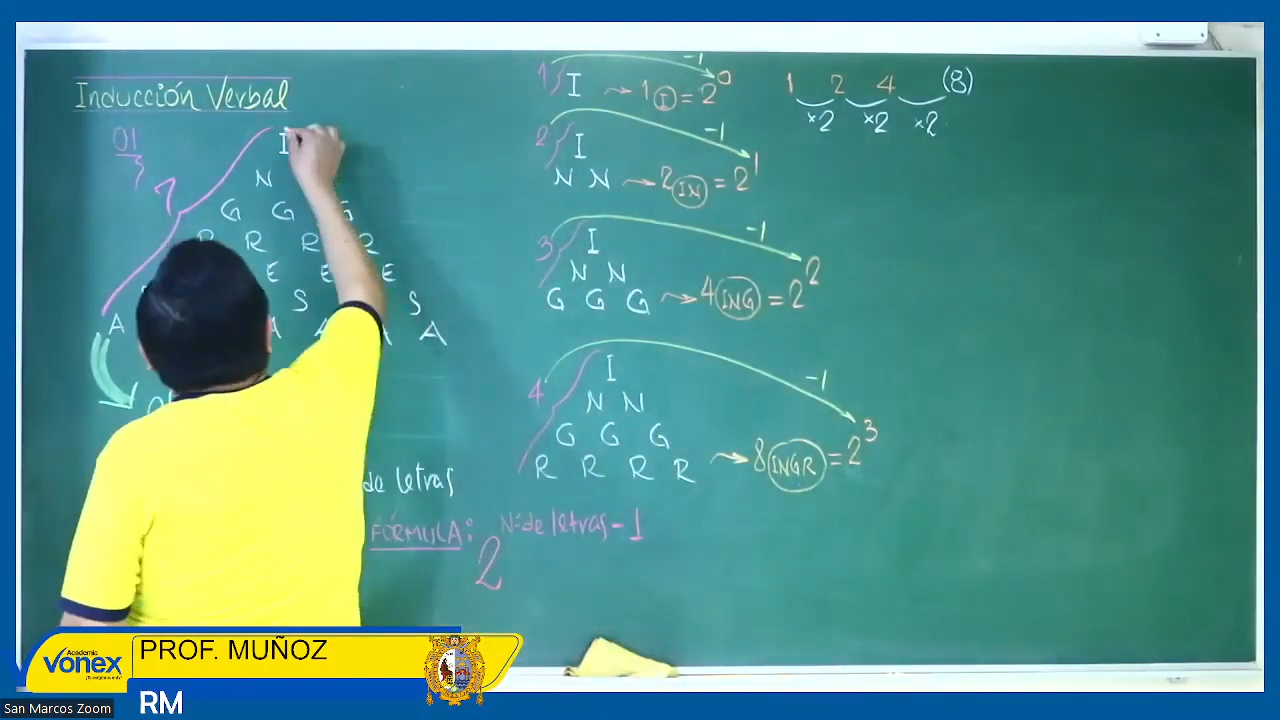 Inducción Verbal
01
7
I
N
G G G
R R R R
E E E
S S
A A A A A
de letras
FÓRMULA: 2 N° de letras - 1
1 I → 1 I = 2^0
-1
2 I
N N → 2 IN = 2^1
-1
3 I
N N
G G G → 4 ING = 2^2
-1
4 I
N N
G G G
R R R R → 8 INGR = 2^3
-1
1 2 4 (8)
×2 ×2 ×2
Academia
vonex
PROF. MUÑOZ
RM
San Marcos Zoom